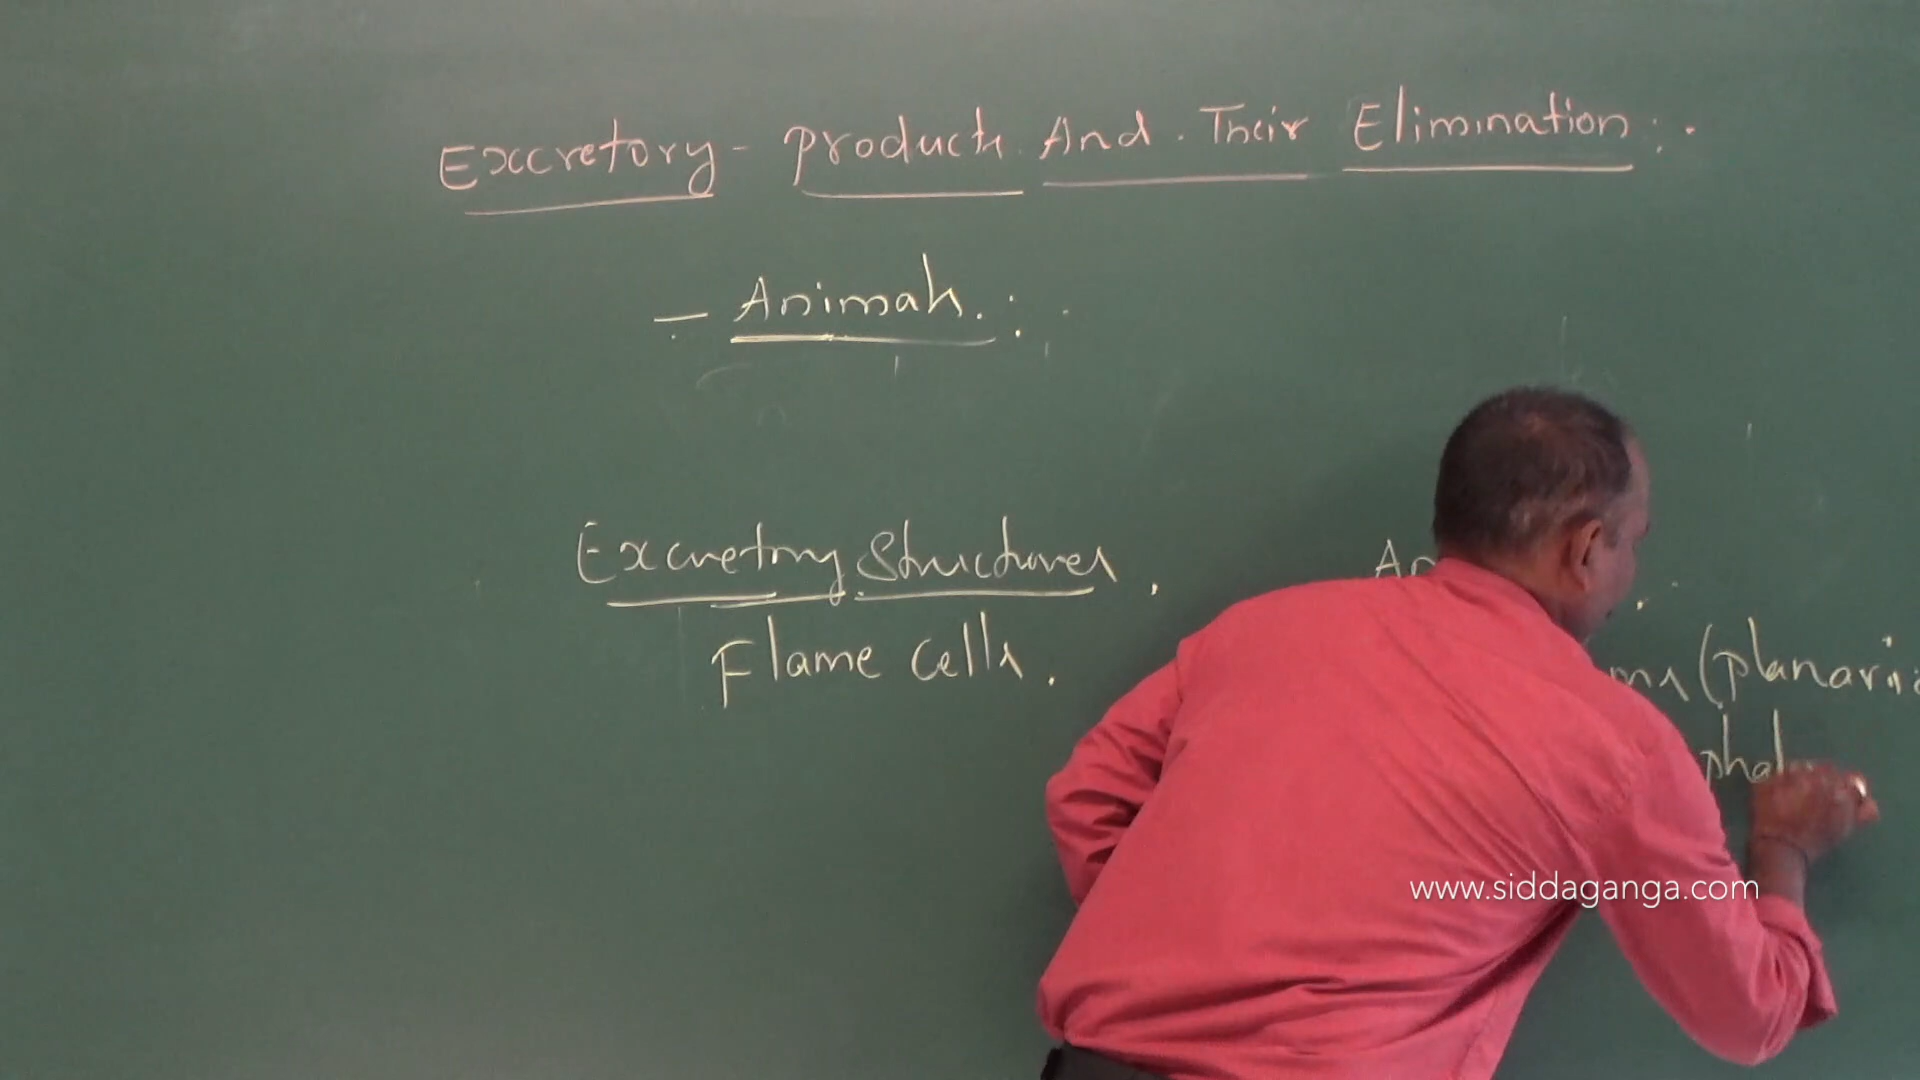 Excretory - products And Their Elimination :.
- Animals. :
Excretory Structures.
Flame Cells. (planaria
www.siddaganga.com